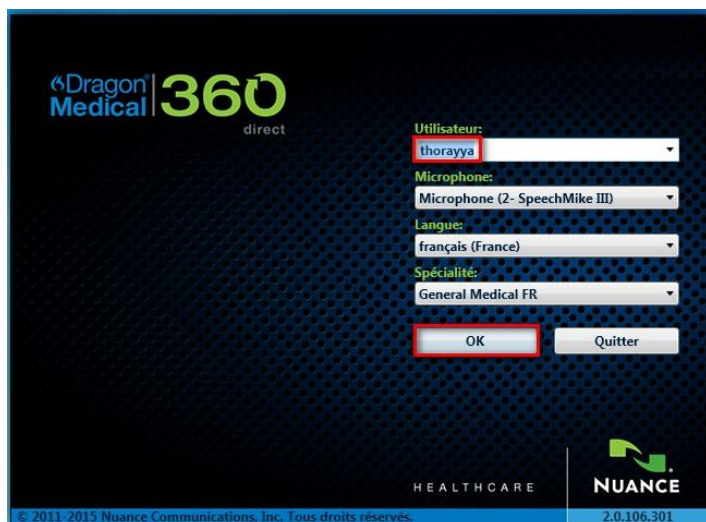 Dragon
Medical
360
direct
Utilisateur:
thorayya
Microphone:
Microphone (2- SpeechMike III)
Langue:
français (France)
Spécialité:
General Medical FR
OK Quitter
HEALTHCARE
NUANCE
© 2011-2015 Nuance Communications, Inc. Tous droits réservés. 2.0.106.301